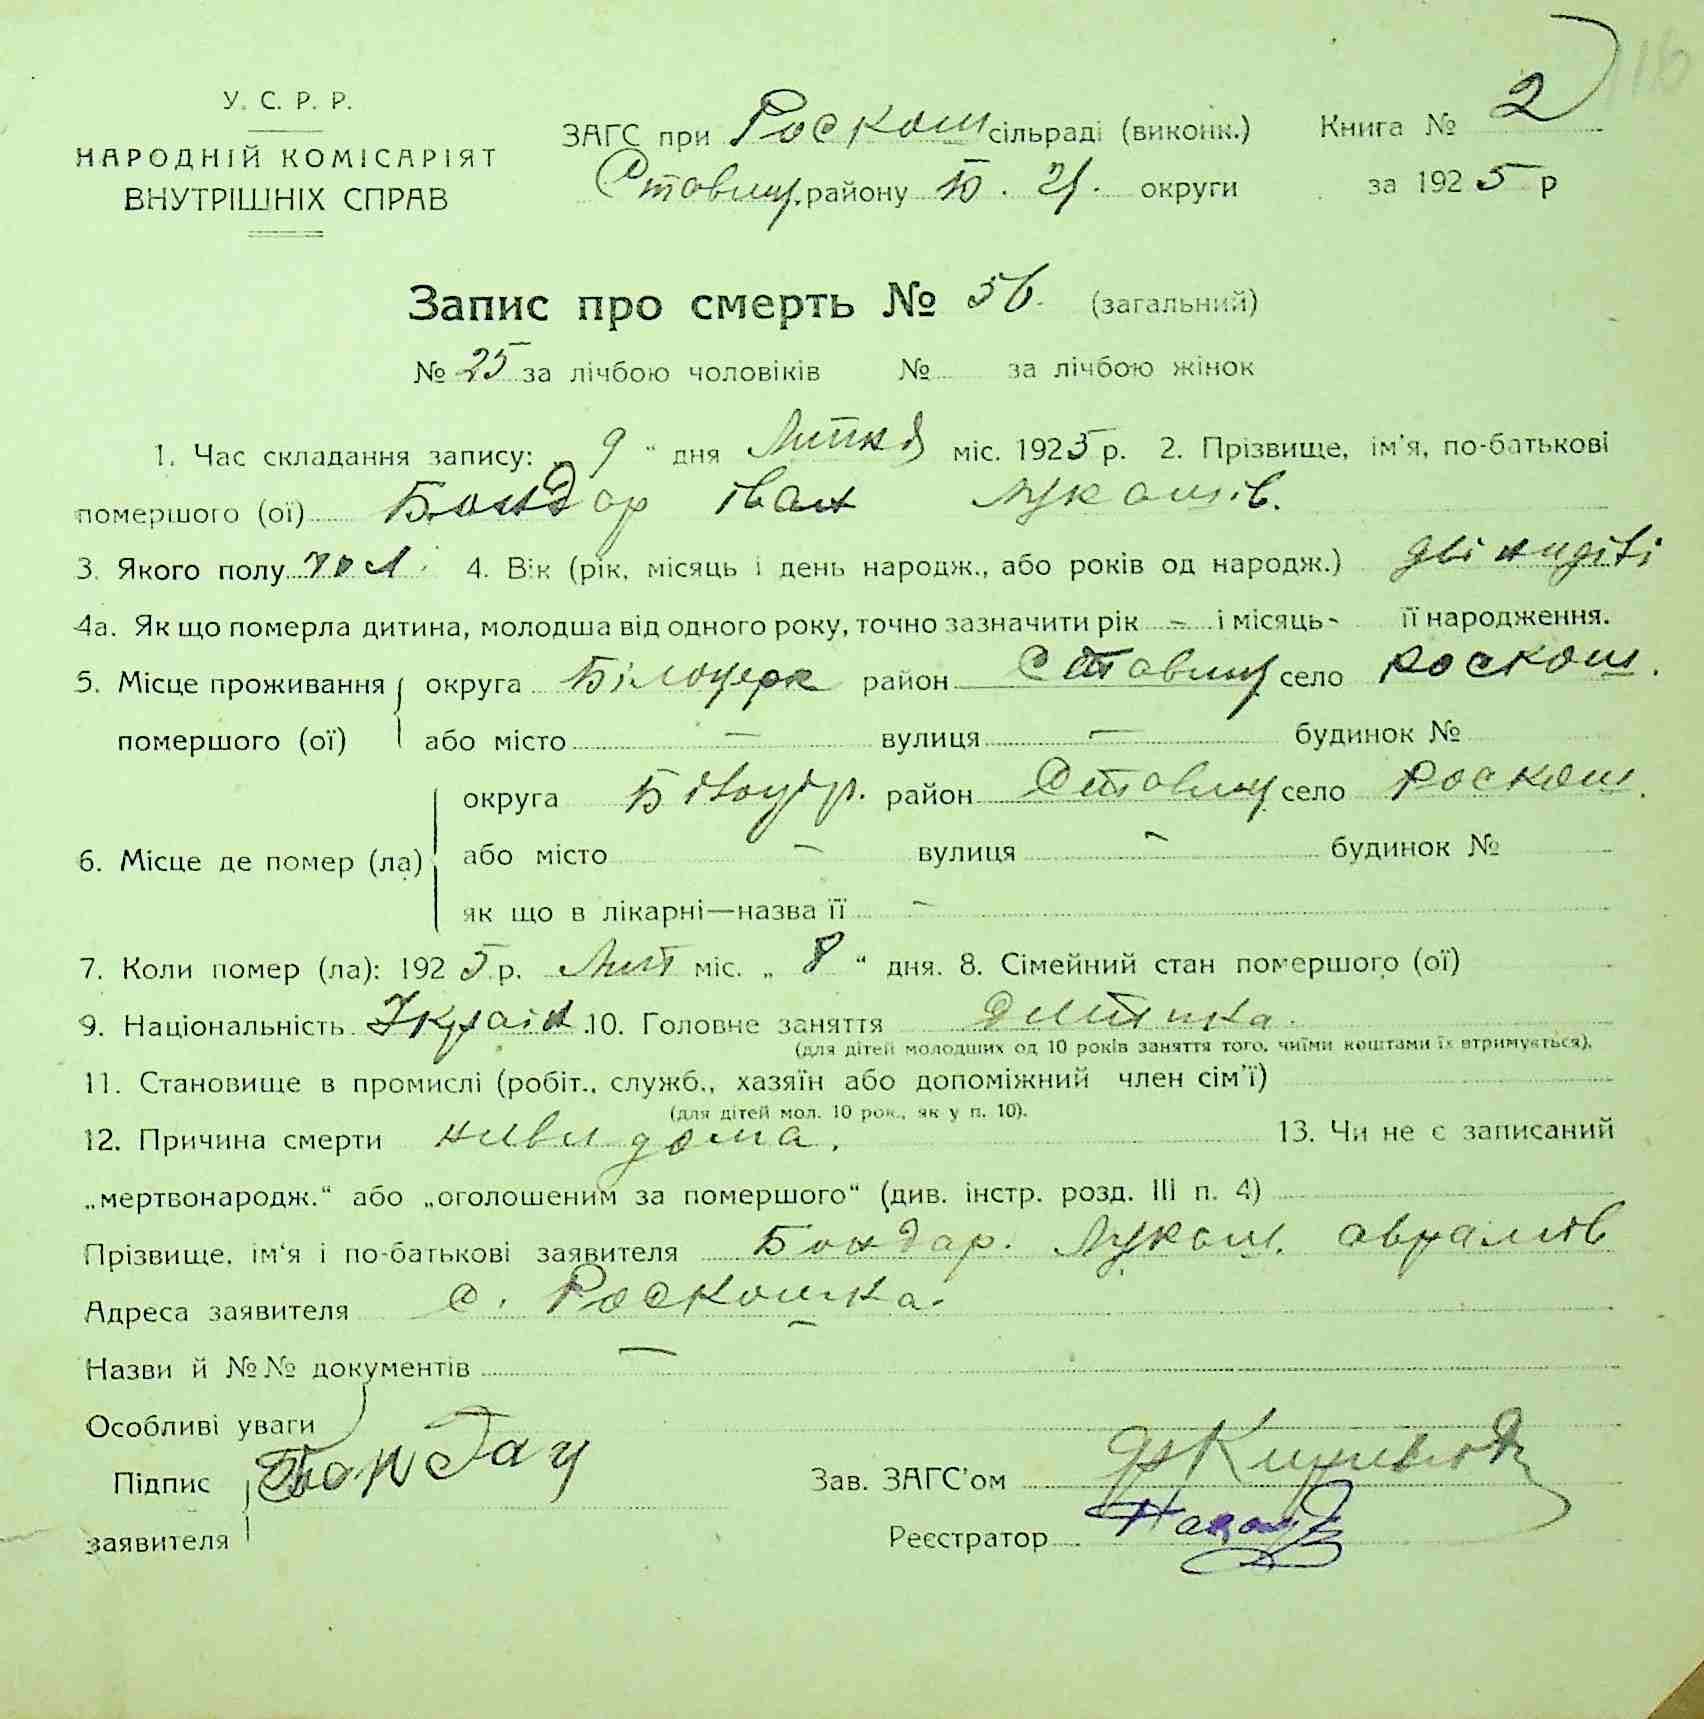 У. С. Р. Р.
НАРОДНІЙ КОМІСАРІЯТ
ВНУТРІШНІХ СПРАВ
ЗАГС при Роскош сільраді (виконк.) Книга № 2
Ставищ. району Б. Ц. округи за 1925 р
Запис про смерть № 56. (загальний)
№ 25 за лічбою чоловіків № за лічбою жінок
1. Час складання запису: „ 9 “ дня Липня міс. 1925 р. 2. Прізвище, ім'я, по-батькові
помершого (ої) Бондар Іван Лукашів.
3. Якого полу чол. 4. Вік (рік, місяць і день народж., або років од народж.) дві ниділі
4а. Як що померла дитина, молодша від одного року, точно зазначити рік - і місяць - її народження.
5. Місце проживання округа Білоцерк район Ставищ село Роскош.
помершого (ої) або місто — вулиця — будинок №
округа Білоцер. район Ставищ село Роскош.
6. Місце де помер (ла) або місто — вулиця — будинок №
як що в лікарні—назва її —
7. Коли помер (ла): 1925 р. Лип міс. „ 8 “ дня. 8. Сімейний стан помершого (ої)
9. Національність Україн. 10. Головне заняття
(для дітей молодших од 10 років заняття того, чиїми коштами їх втримується).
11. Становище в промислі (робіт., служб., хазяїн або допоміжний член сім'ї)
(для дітей мол. 10 рок., як у п. 10).
12. Причина смерти нивидома. 13. Чи не є записаний
„мертвонародж.“ або „оголошеним за помершого“ (див. інстр. розд. III п. 4)
Прізвище, ім'я і по-батькові заявителя Бондар. Лукаш. аврамів
Адреса заявителя с. Роскошка.
Назви й №№ документів —
Особливі уваги
Підпис Бондар Зав. ЗАГС'ом
заявителя Реєстратор